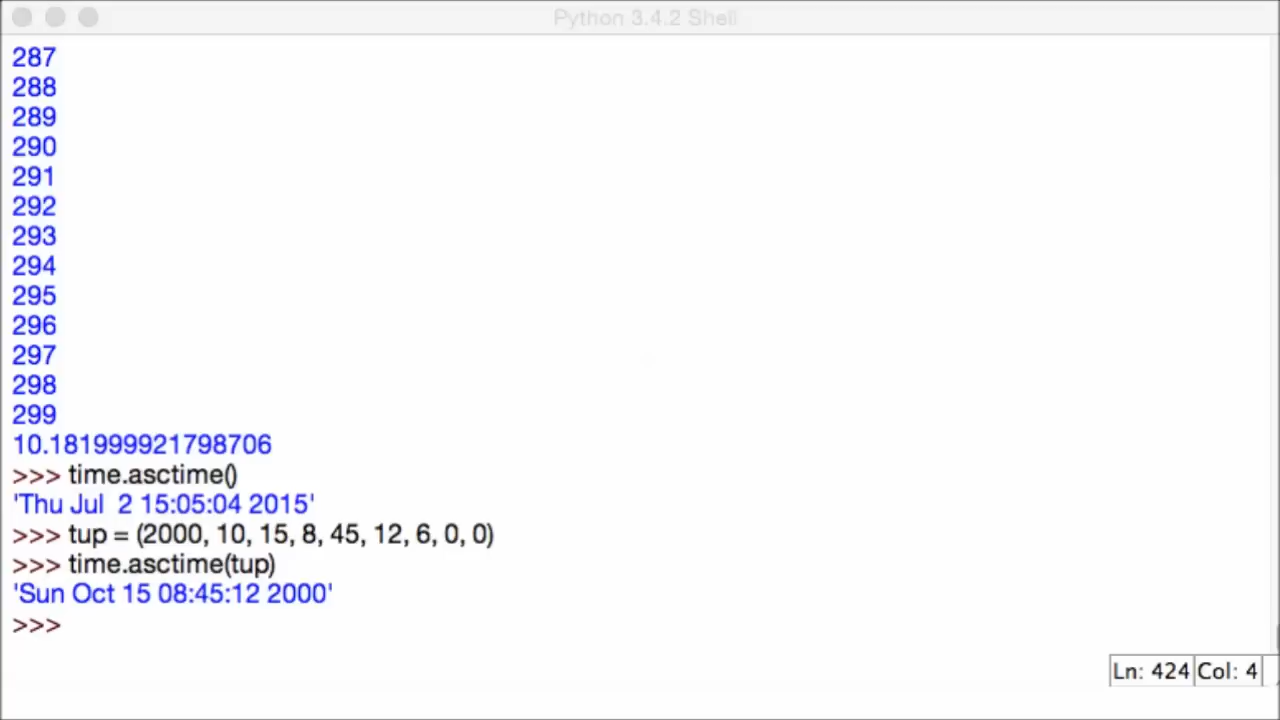 Python 3.4.2 Shell
287
288
289
290
291
292
293
294
295
296
297
298
299
10.181999921798706
>>> time.asctime()
'Thu Jul  2 15:05:04 2015'
>>> tup = (2000, 10, 15, 8, 45, 12, 6, 0, 0)
>>> time.asctime(tup)
'Sun Oct 15 08:45:12 2000'
>>>
Ln: 424 Col: 4